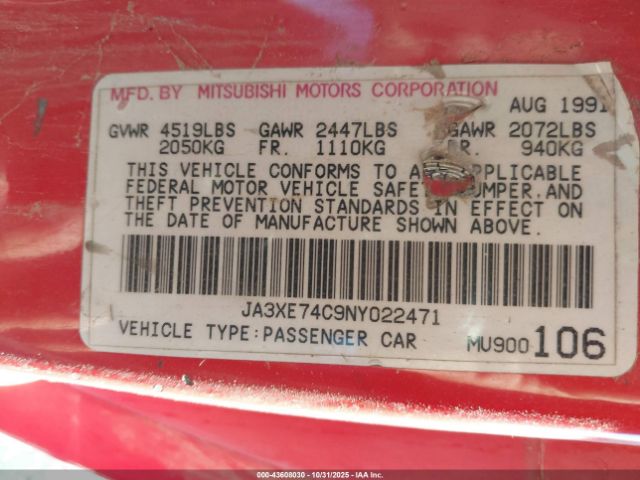 MFD. BY MITSUBISHI MOTORS CORPORATION
AUG 1991
GVWR 4519LBS GAWR 2447LBS GAWR 2072LBS
2050KG FR. 1110KG RR. 940KG
THIS VEHICLE CONFORMS TO APPLICABLE
FEDERAL MOTOR VEHICLE BUMPER AND
THEFT PREVENTION STANDARDS IN EFFECT ON
THE DATE OF MANUFACTURE SHOWN ABOVE.
JA3XE74C9NY022471
VEHICLE TYPE:PASSENGER CAR MU900 106
000-43608030 - 10/31/2025 - IAA Inc.